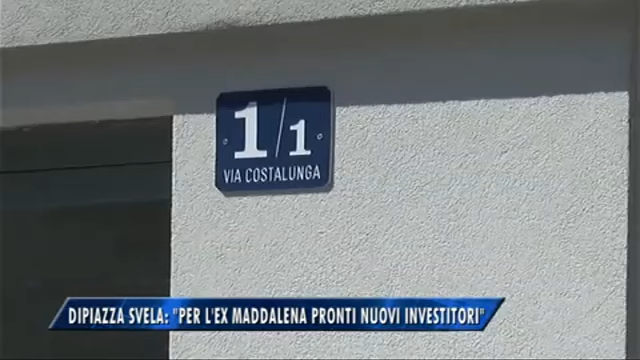 1/1
VIA COSTALUNGA
DIPIAZZA SVELA: "PER L'EX MADDALENA PRONTI NUOVI INVESTITORI"